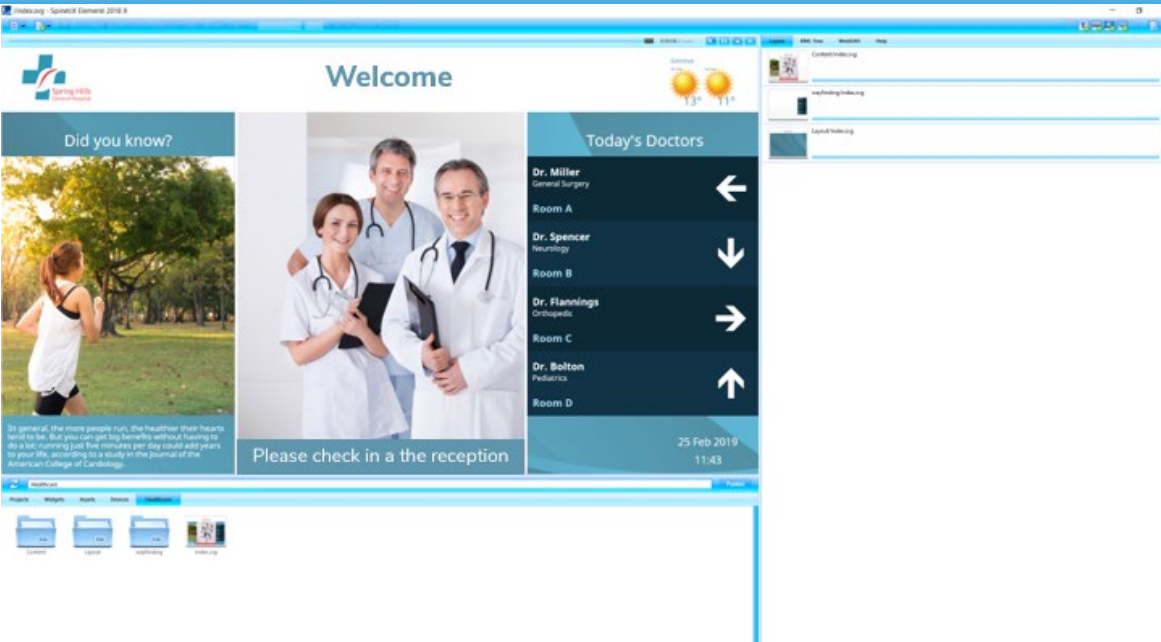 index.svg - SpinetiX Elementi 2018 X
Layers
XML Tree
Help
Spring Hills
General Hospital
Welcome
13°
11°
Content/index.svg
wayfinding/index.svg
Layout/index.svg
Did you know?
Today's Doctors
Dr. Miller
General Surgery
Room A
Dr. Spencer
Neurology
Room B
Dr. Flannings
Orthopedic
Room C
Dr. Bolton
Pediatrics
Room D
In general, the more people run, the healthier their hearts
tend to be. But you can get big benefits without having to
do a lot: running just five minutes per day could add years
to your life, according to a study in the Journal of the
American College of Cardiology.
Please check in a the reception
25 Feb 2019
11:43
Healthcare
Publish
Projects
Widgets
Assets
Devices
Healthcare
Content
Layout
wayfinding
index.svg